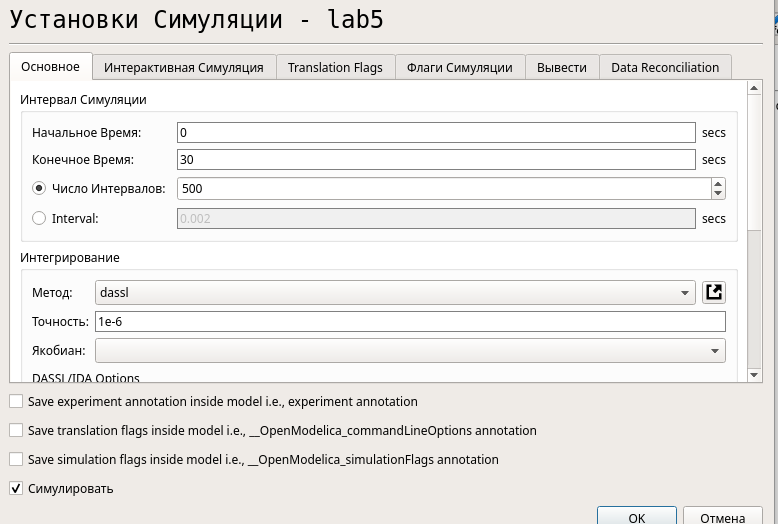 Установки Симуляции - lab5
Основное Интерактивная Симуляция Translation Flags Флаги Симуляции Вывести Data Reconciliation
Интервал Симуляции
Начальное Время: 0 secs
Конечное Время: 30 secs
Число Интервалов: 500
Interval: 0.002 secs
Интегрирование
Метод: dassl
Точность: 1e-6
Якобиан:
DASSL/IDA Options
Save experiment annotation inside model i.e., experiment annotation
Save translation flags inside model i.e., __OpenModelica_commandLineOptions annotation
Save simulation flags inside model i.e., __OpenModelica_simulationFlags annotation
Симулировать
OK Отмена